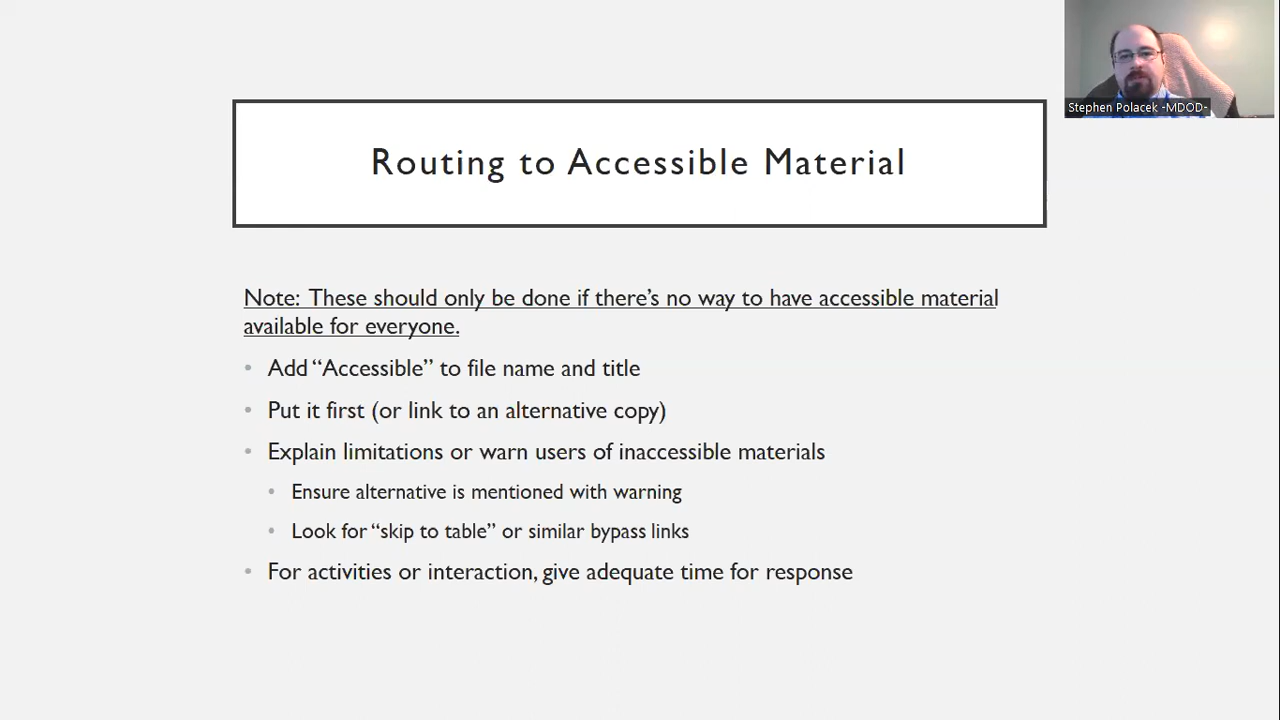 Stephen Polacek -MDOD-
Routing to Accessible Material
Note: These should only be done if there’s no way to have accessible material
available for everyone.
• Add “Accessible” to file name and title
• Put it first (or link to an alternative copy)
• Explain limitations or warn users of inaccessible materials
• Ensure alternative is mentioned with warning
• Look for “skip to table” or similar bypass links
• For activities or interaction, give adequate time for response